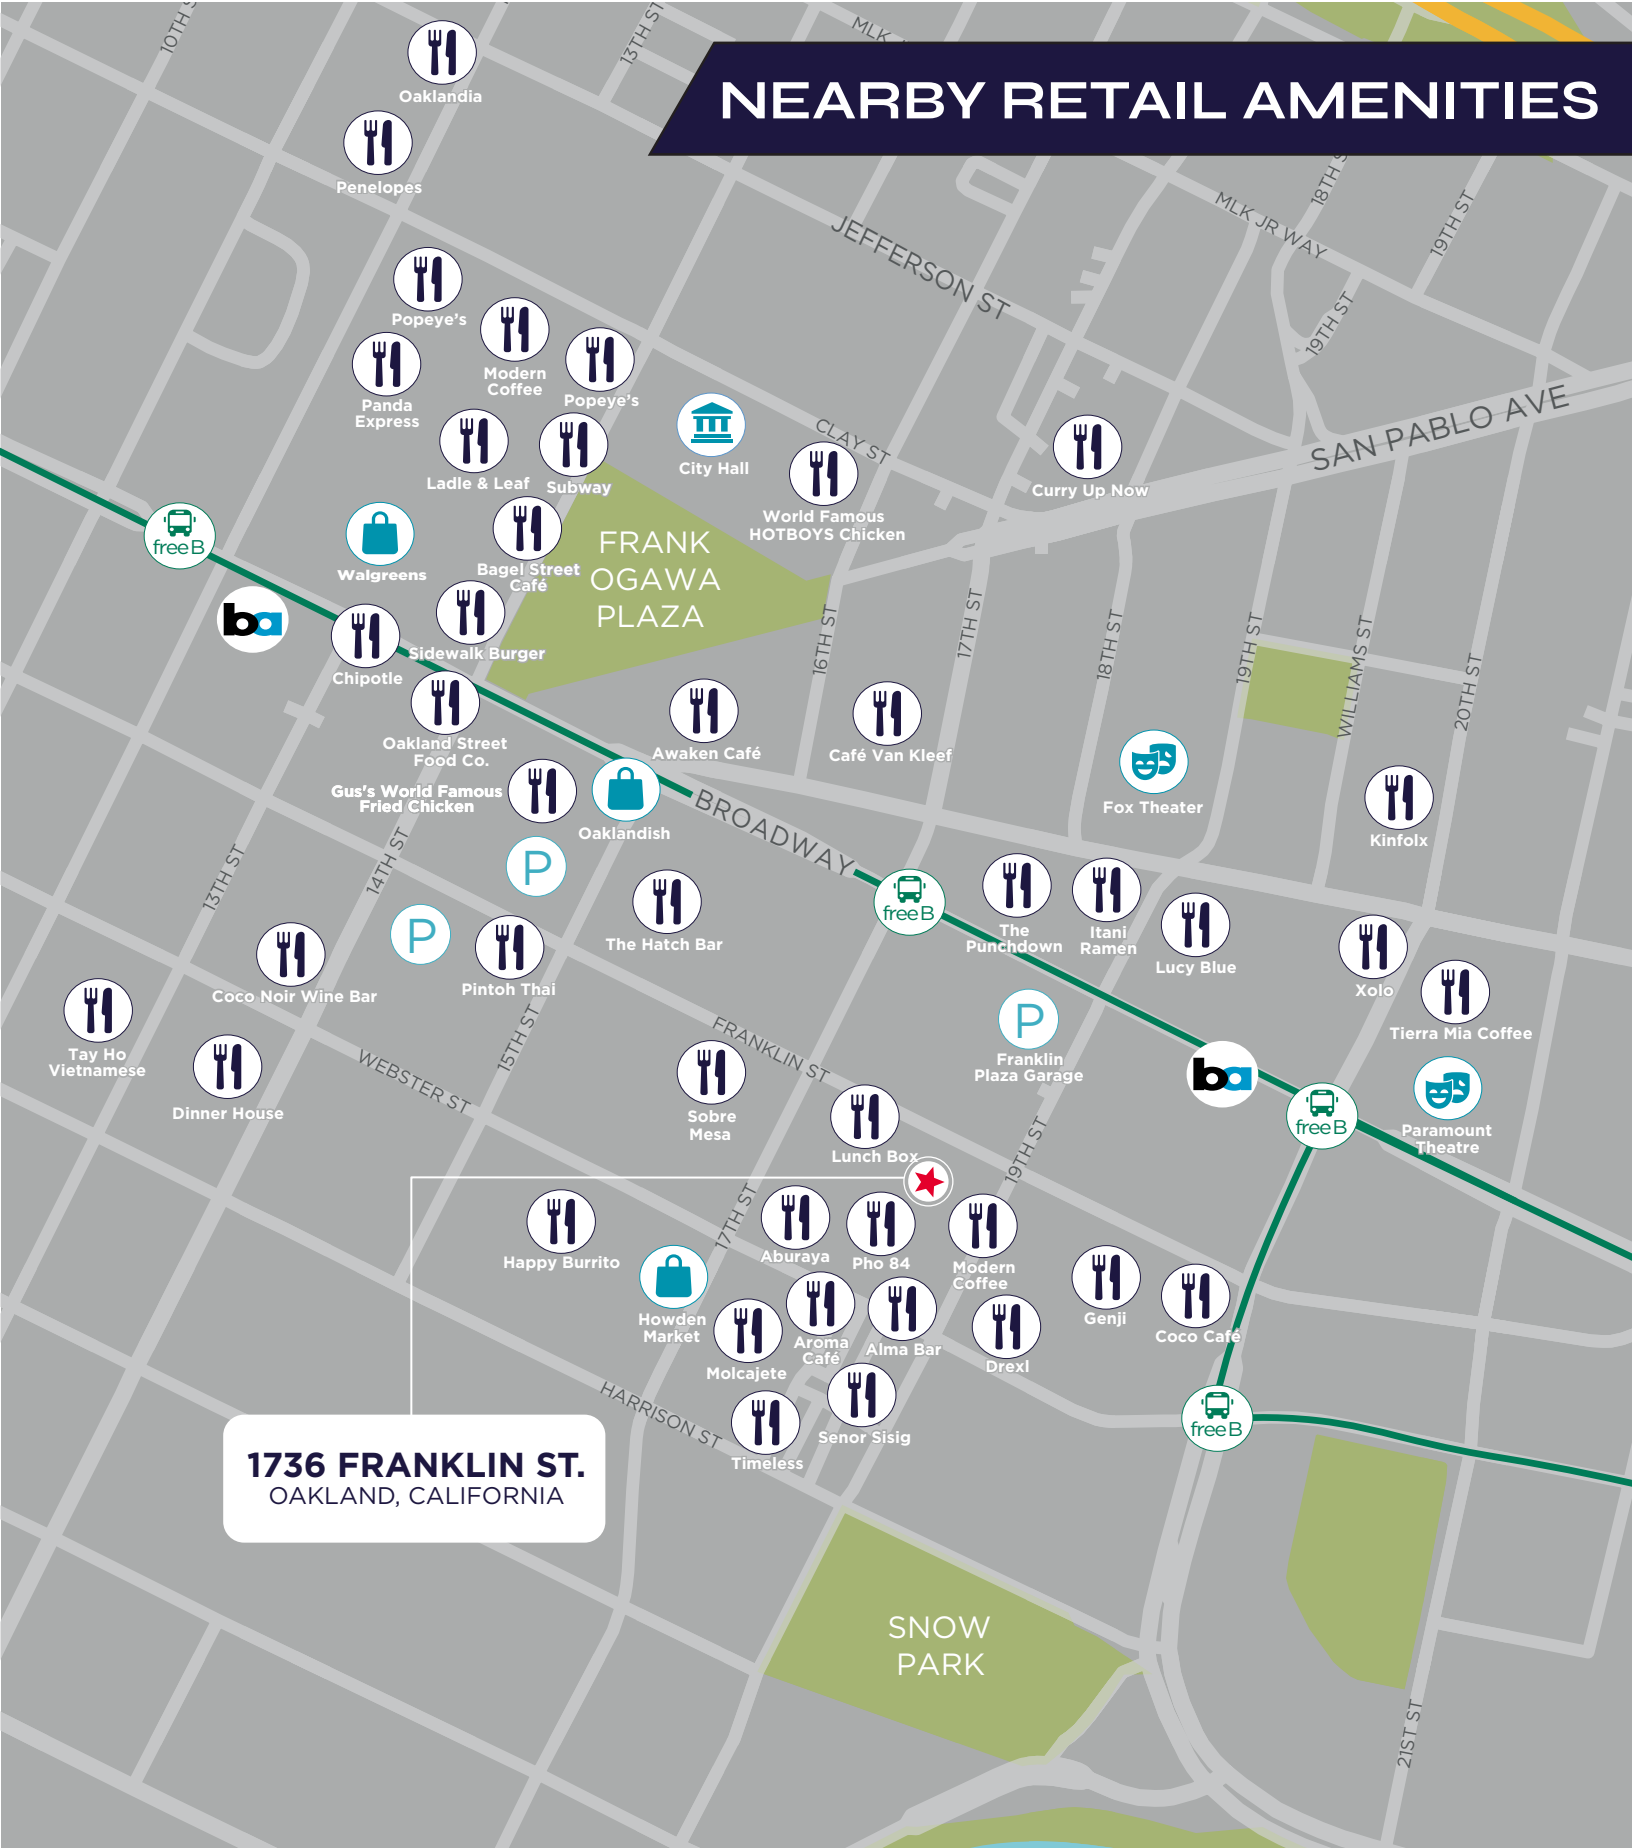 10TH S
13TH ST
MLK J
NEARBY RETAIL AMENITIES
Oaklandia
Penelopes
18TH S
MLK JR WAY
19TH ST
JEFFERSON ST
19TH ST
Popeye's
Modern
Coffee
Popeye's
Panda
Express
SAN PABLO AVE
CLAY ST
City Hall
Ladle & Leaf
Subway
Curry Up Now
World Famous
HOTBOYS Chicken
free B
Walgreens
Bagel Street
Café
FRANK
OGAWA
PLAZA
ba
Sidewalk Burger
Chipotle
16TH ST
17TH ST
18TH ST
19TH ST
WILLIAMS ST
20TH ST
Oakland Street
Food Co.
Awaken Café
Café Van Kleef
Gus's World Famous
Fried Chicken
Oaklandish
BROADWAY
Fox Theater
Kinfolx
P
13TH ST
14TH ST
P
The Hatch Bar
free B
The
Punchdown
Itani
Ramen
Lucy Blue
Xolo
Coco Noir Wine Bar
Pintoh Thai
Tierra Mia Coffee
Tay Ho
Vietnamese
P
Franklin
Plaza Garage
15TH ST
FRANKLIN ST
WEBSTER ST
ba
Dinner House
Sobre
Mesa
free B
Paramount
Theatre
Lunch Box
19TH ST
17TH ST
Happy Burrito
Aburaya
Pho 84
Modern
Coffee
Howden
Market
Molcajete
Aroma
Café
Alma Bar
Drexl
Genji
Coco Café
HARRISON ST
Timeless
Senor Sisig
free B
1736 FRANKLIN ST.
OAKLAND, CALIFORNIA
SNOW
PARK
21ST ST